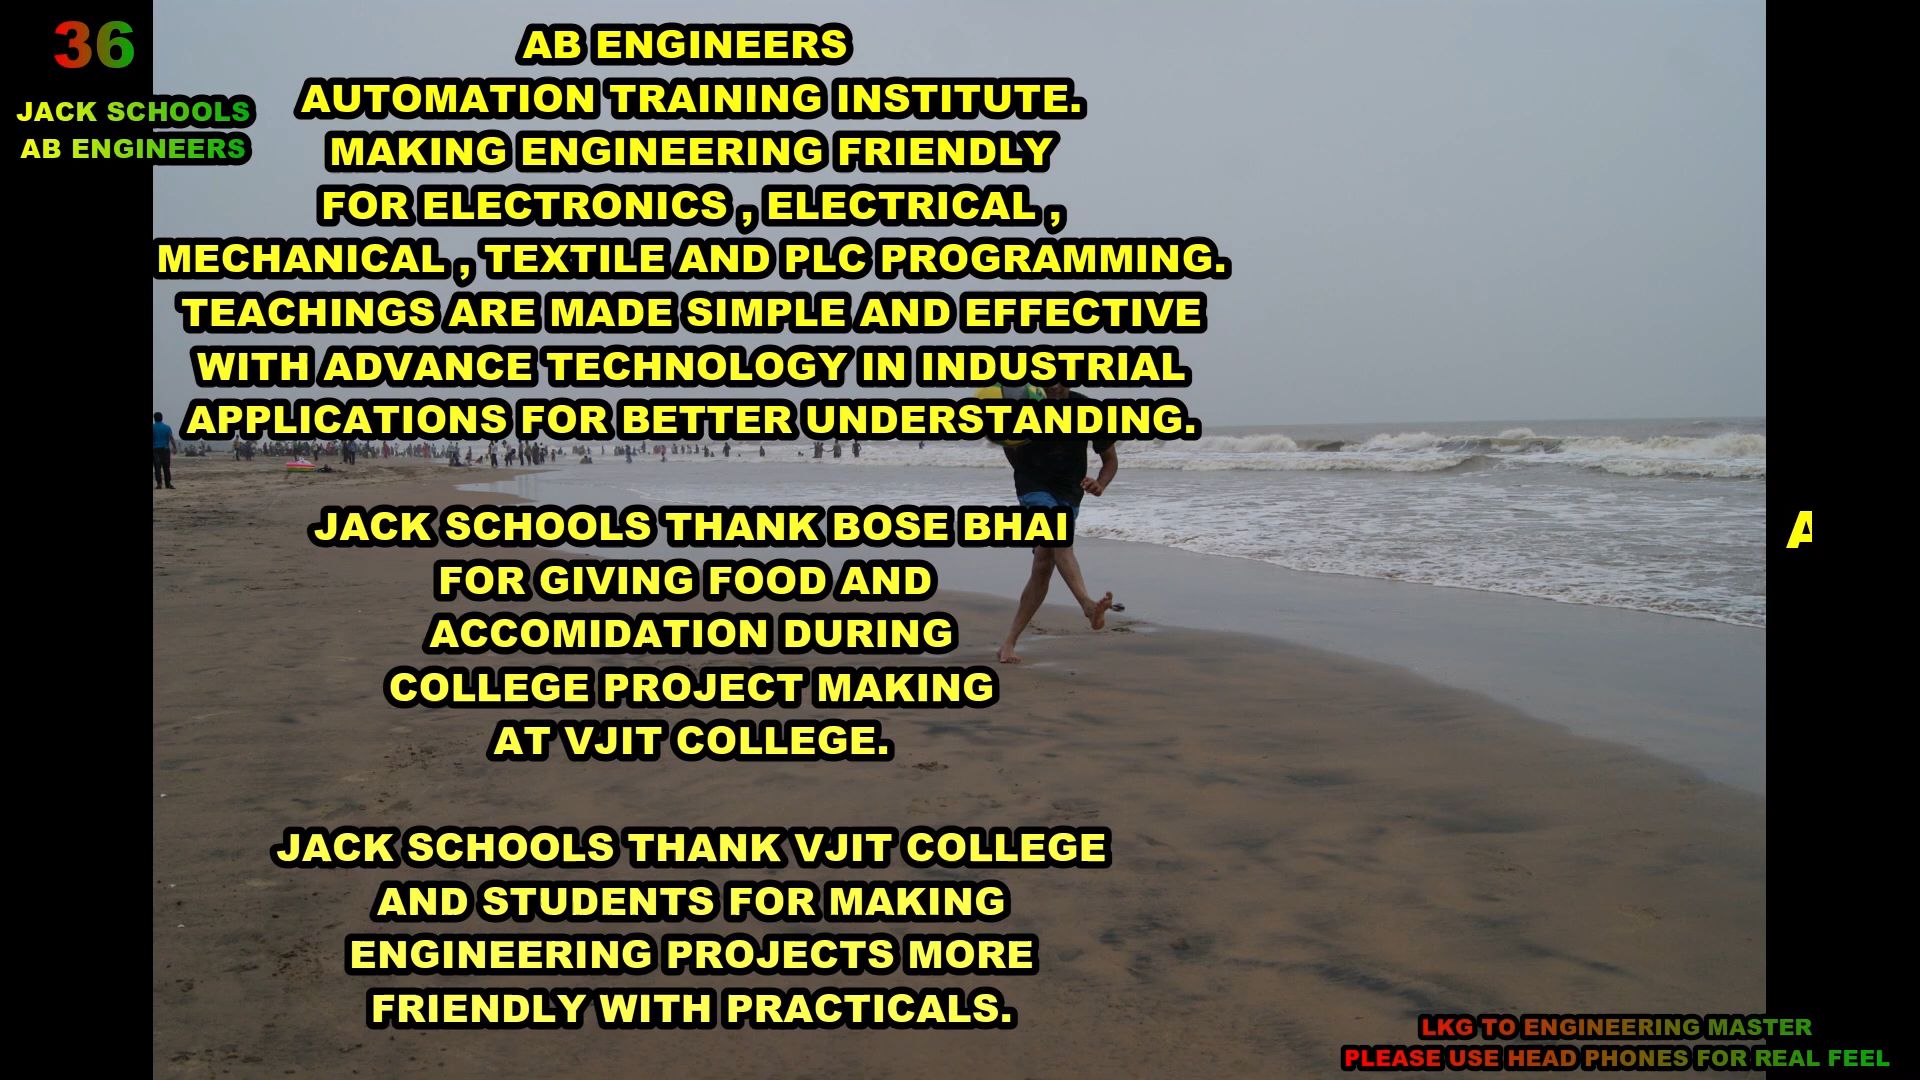 36
JACK SCHOOLS
AB ENGINEERS
AB ENGINEERS
AUTOMATION TRAINING INSTITUTE.
MAKING ENGINEERING FRIENDLY
FOR ELECTRONICS , ELECTRICAL ,
MECHANICAL , TEXTILE AND PLC PROGRAMMING.
TEACHINGS ARE MADE SIMPLE AND EFFECTIVE
WITH ADVANCE TECHNOLOGY IN INDUSTRIAL
APPLICATIONS FOR BETTER UNDERSTANDING.
JACK SCHOOLS THANK BOSE BHAI
FOR GIVING FOOD AND
ACCOMIDATION DURING
COLLEGE PROJECT MAKING
AT VJIT COLLEGE.
JACK SCHOOLS THANK VJIT COLLEGE
AND STUDENTS FOR MAKING
ENGINEERING PROJECTS MORE
FRIENDLY WITH PRACTICALS.
LKG TO ENGINEERING MASTER
PLEASE USE HEAD PHONES FOR REAL FEEL